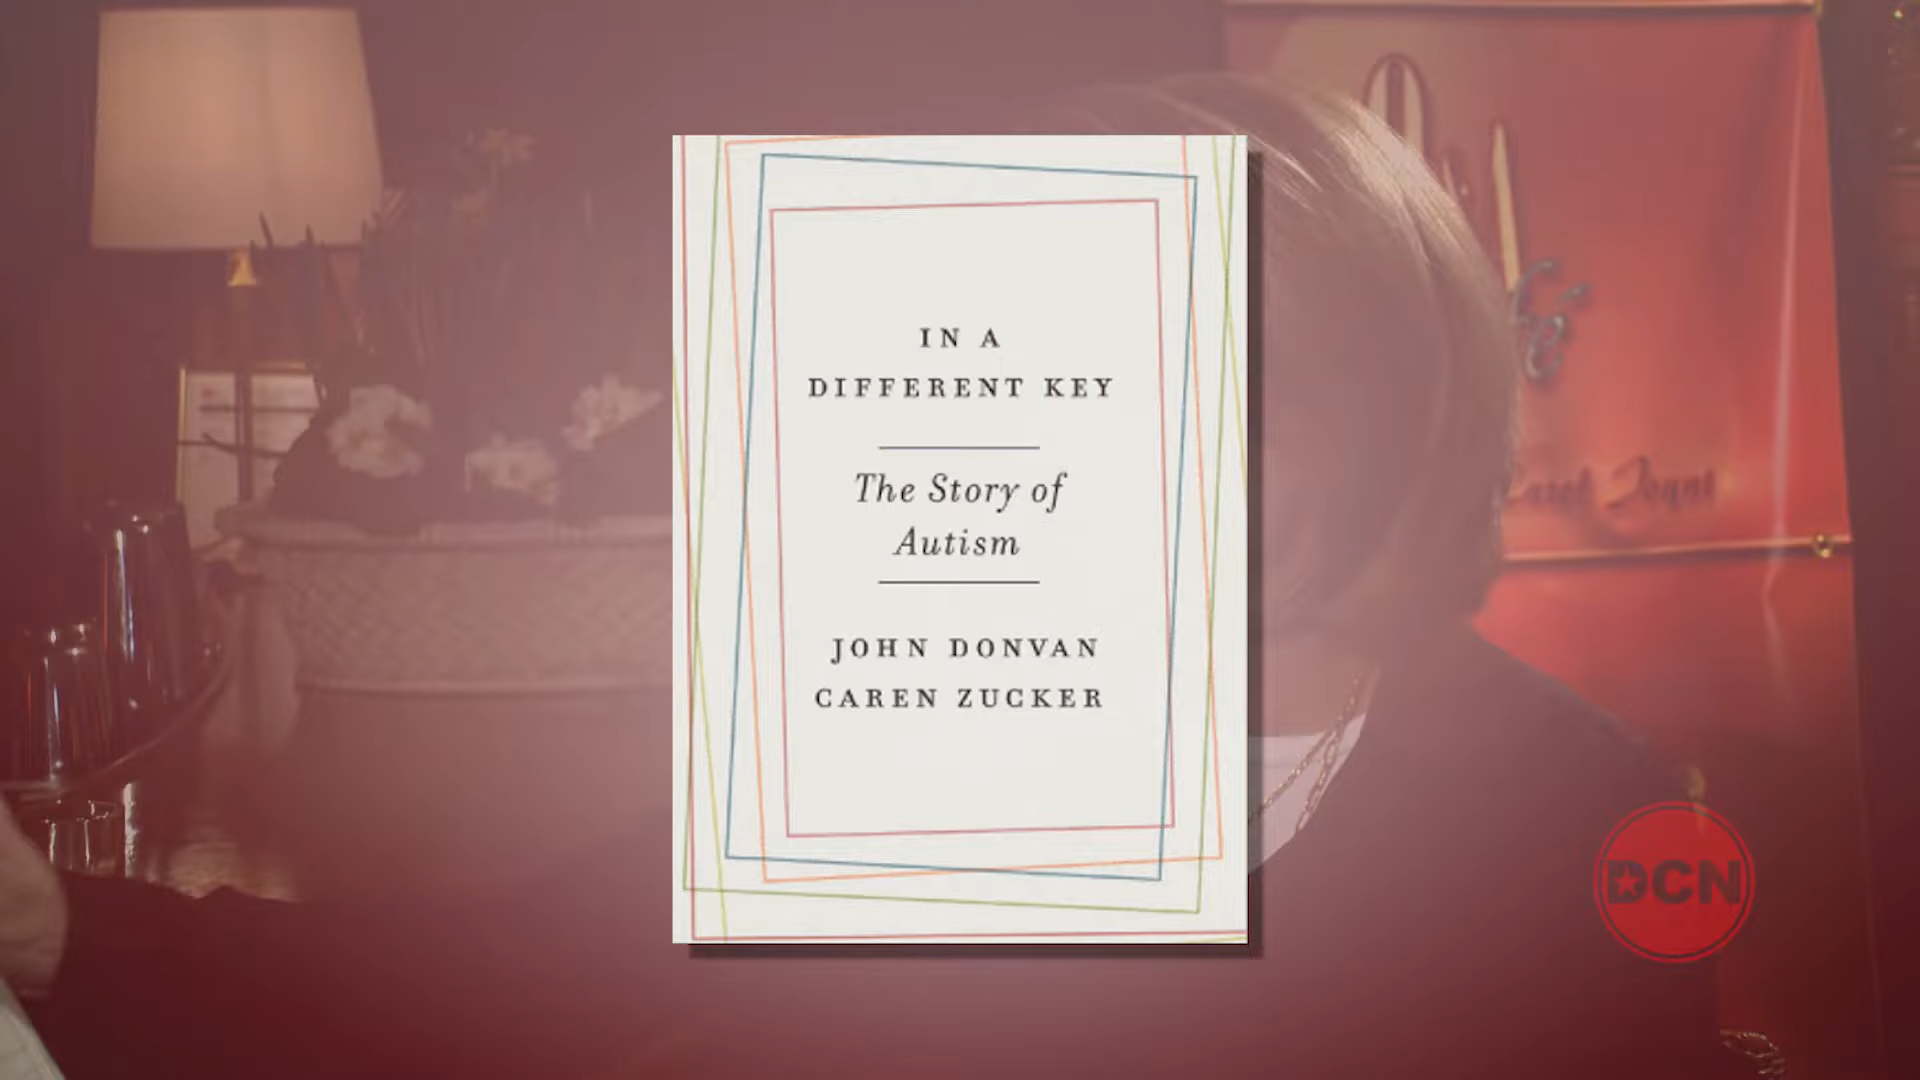 IN A
DIFFERENT KEY
The Story of
Autism
JOHN DONVAN
CAREN ZUCKER
DCN